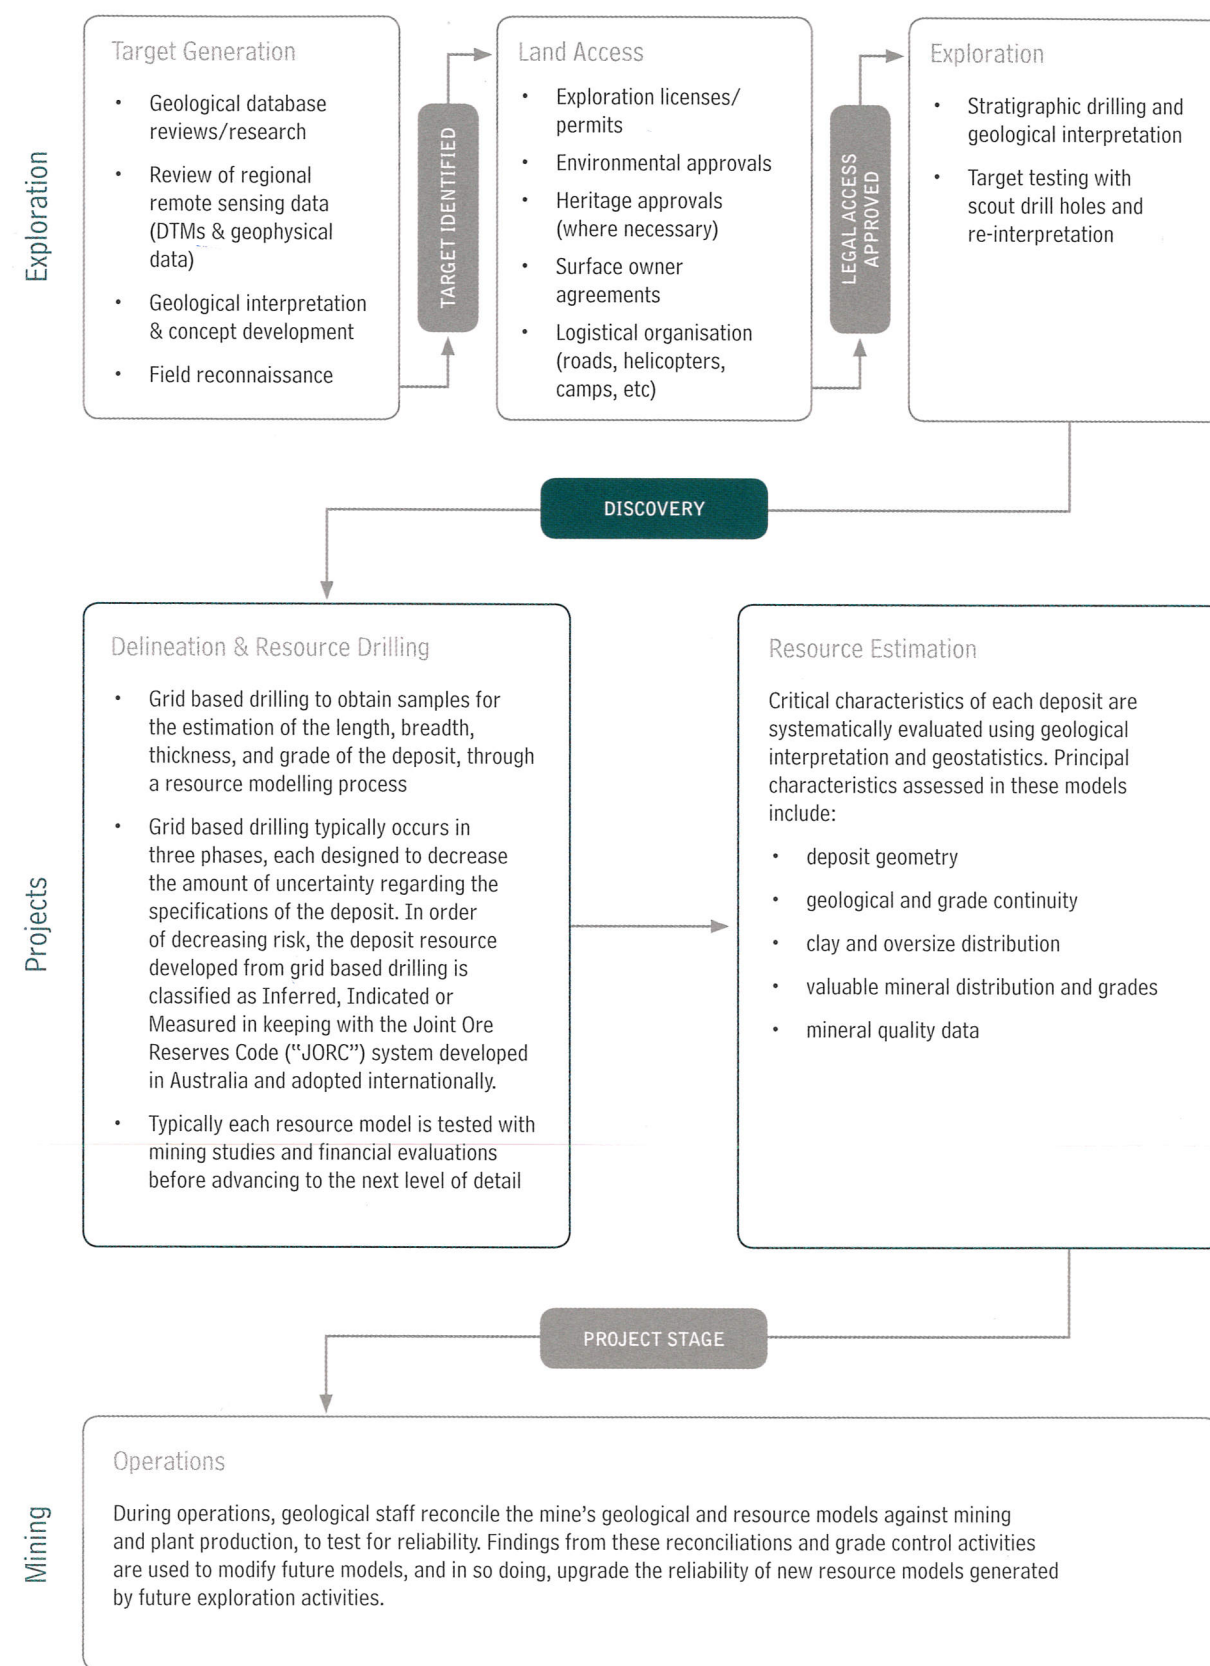 Exploration
Target Generation
• Geological database
reviews/research
• Review of regional
remote sensing data
(DTMs & geophysical
data)
• Geological interpretation
& concept development
• Field reconnaissance
TARGET IDENTIFIED
Land Access
• Exploration licenses/
permits
• Environmental approvals
• Heritage approvals
(where necessary)
• Surface owner
agreements
• Logistical organisation
(roads, helicopters,
camps, etc)
LEGAL ACCESS
APPROVED
Exploration
• Stratigraphic drilling and
geological interpretation
• Target testing with
scout drill holes and
re-interpretation
DISCOVERY
Projects
Delineation & Resource Drilling
• Grid based drilling to obtain samples for
the estimation of the length, breadth,
thickness, and grade of the deposit, through
a resource modelling process
• Grid based drilling typically occurs in
three phases, each designed to decrease
the amount of uncertainty regarding the
specifications of the deposit. In order
of decreasing risk, the deposit resource
developed from grid based drilling is
classified as Inferred, Indicated or
Measured in keeping with the Joint Ore
Reserves Code (“JORC”) system developed
in Australia and adopted internationally.
• Typically each resource model is tested with
mining studies and financial evaluations
before advancing to the next level of detail
Resource Estimation
Critical characteristics of each deposit are
systematically evaluated using geological
interpretation and geostatistics. Principal
characteristics assessed in these models
include:
• deposit geometry
• geological and grade continuity
• clay and oversize distribution
• valuable mineral distribution and grades
• mineral quality data
PROJECT STAGE
Mining
Operations
During operations, geological staff reconcile the mine’s geological and resource models against mining
and plant production, to test for reliability. Findings from these reconciliations and grade control activities
are used to modify future models, and in so doing, upgrade the reliability of new resource models generated
by future exploration activities.